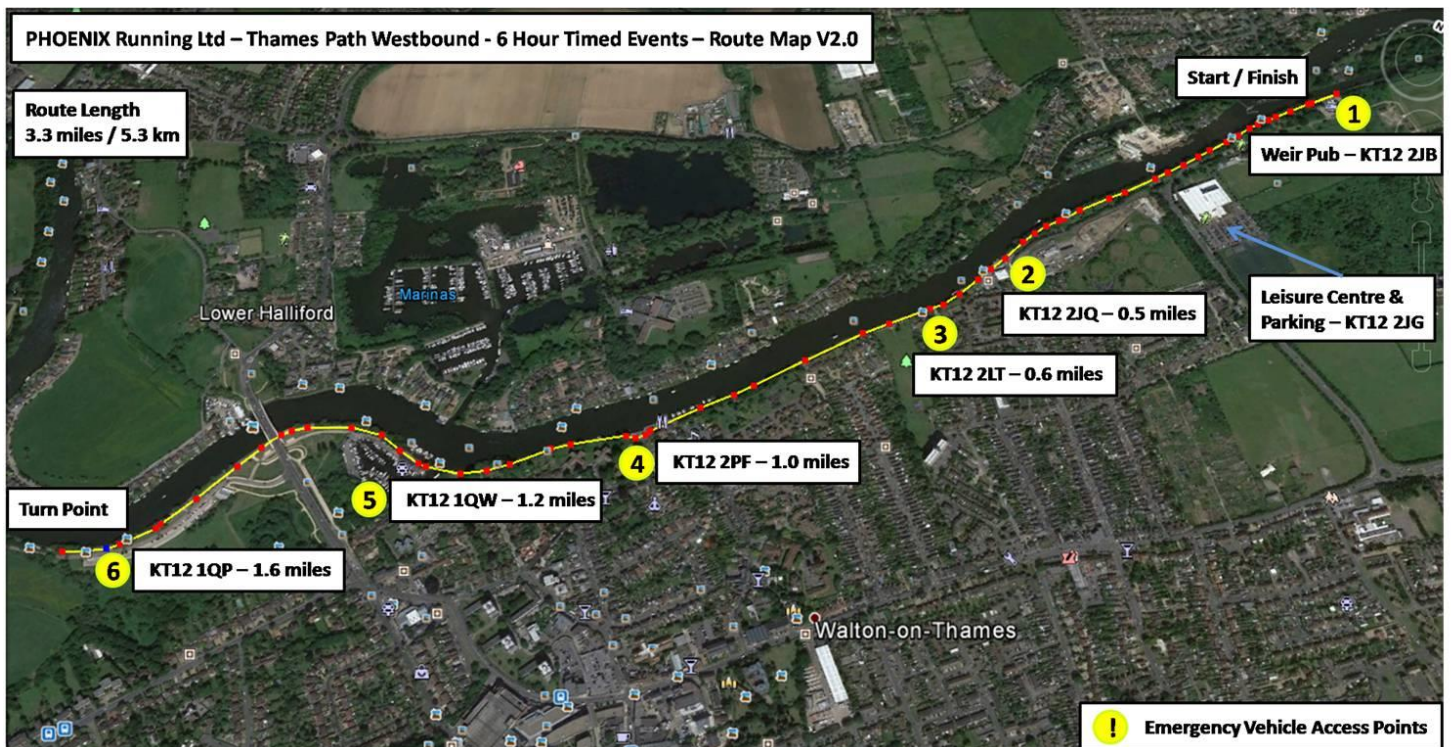 PHOENIX Running Ltd – Thames Path Westbound - 6 Hour Timed Events – Route Map V2.0
N
Start / Finish
Route Length
3.3 miles / 5.3 km
1
Weir Pub – KT12 2JB
2
KT12 2JQ – 0.5 miles
Leisure Centre &
Parking – KT12 2JG
Marinas
Lower Halliford
3
KT12 2LT – 0.6 miles
4
KT12 2PF – 1.0 miles
5
KT12 1QW – 1.2 miles
Turn Point
6
KT12 1QP – 1.6 miles
Walton-on-Thames
! Emergency Vehicle Access Points